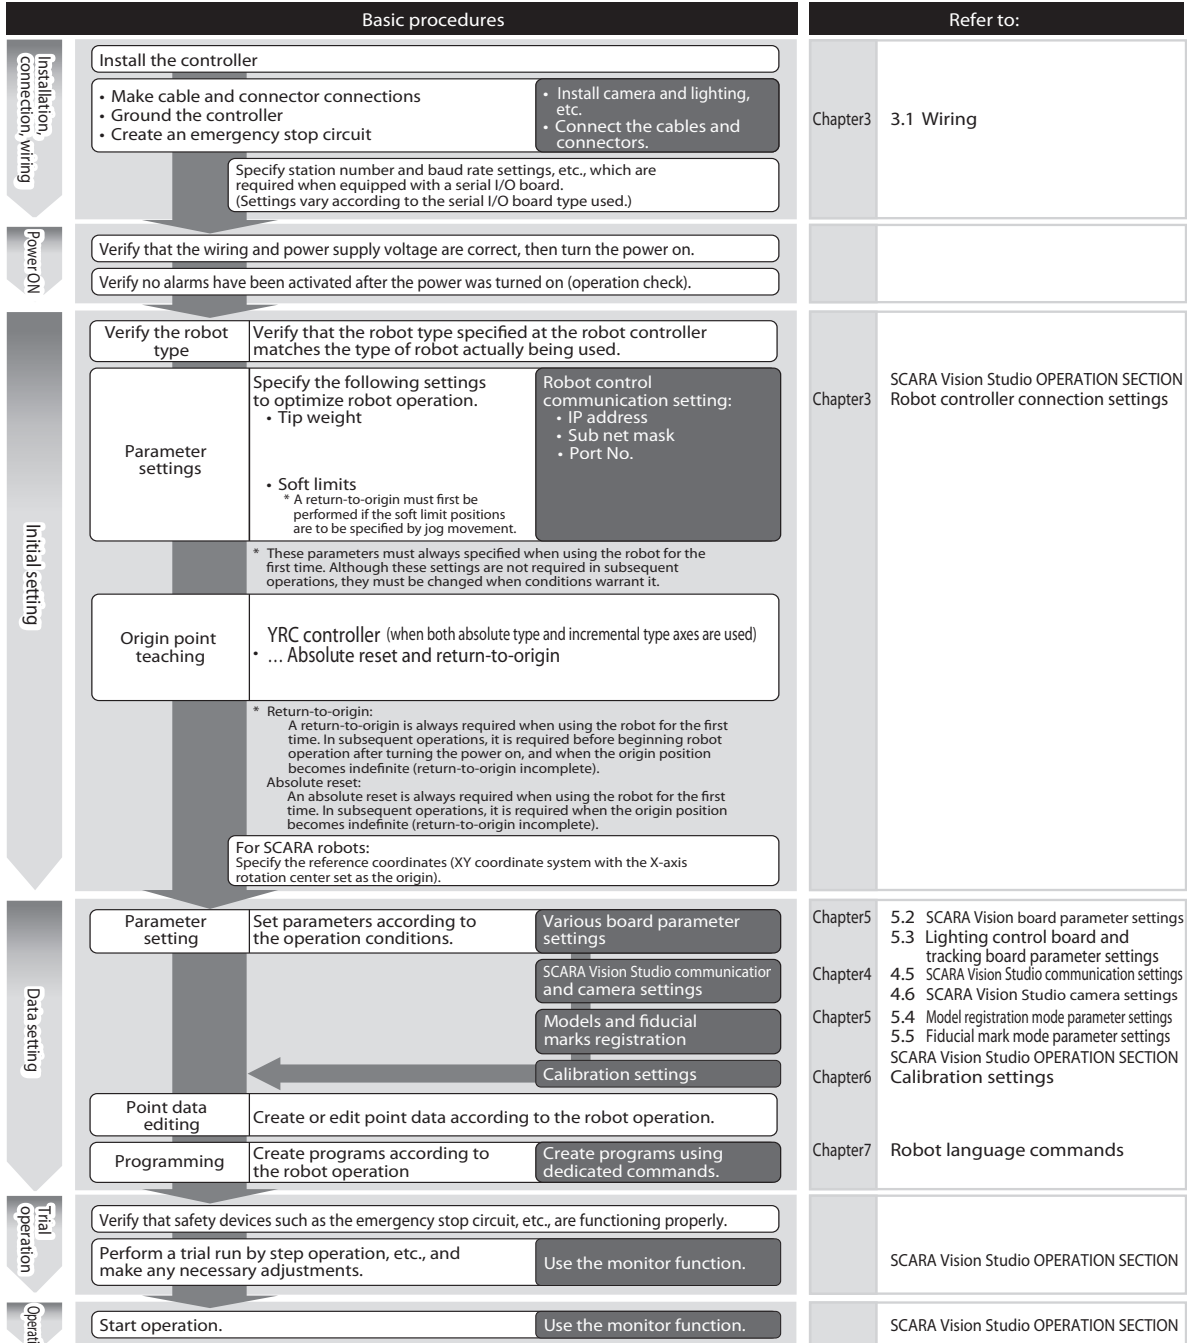 Basic procedures
Refer to:
Installation,
connection, wiring
Install the controller
• Make cable and connector connections
• Ground the controller
• Create an emergency stop circuit
• Install camera and lighting,
etc.
• Connect the cables and
connectors.
Chapter3 3.1 Wiring
Specify station number and baud rate settings, etc., which are
required when equipped with a serial I/O board.
(Settings vary according to the serial I/O board type used.)
Power ON
Verify that the wiring and power supply voltage are correct, then turn the power on.
Verify no alarms have been activated after the power was turned on (operation check).
Initial setting
Verify the robot
type
Verify that the robot type specified at the robot controller
matches the type of robot actually being used.
Parameter
settings
Specify the following settings
to optimize robot operation.
• Tip weight
• Soft limits
* A return-to-origin must first be
performed if the soft limit positions
are to be specified by jog movement.
Robot control
communication setting:
• IP address
• Sub net mask
• Port No.
SCARA Vision Studio OPERATION SECTION
Chapter3 Robot controller connection settings
* These parameters must always specified when using the robot for the
first time. Although these settings are not required in subsequent
operations, they must be changed when conditions warrant it.
Origin point
teaching
YRC controller (when both absolute type and incremental type axes are used)
• ... Absolute reset and return-to-origin
* Return-to-origin:
A return-to-origin is always required when using the robot for the first
time. In subsequent operations, it is required before beginning robot
operation after turning the power on, and when the origin position
becomes indefinite (return-to-origin incomplete).
Absolute reset:
An absolute reset is always required when using the robot for the first
time. In subsequent operations, it is required when the origin position
becomes indefinite (return-to-origin incomplete).
For SCARA robots:
Specify the reference coordinates (XY coordinate system with the X-axis
rotation center set as the origin).
Data setting
Parameter
setting
Set parameters according to
the operation conditions.
Various board parameter
settings
SCARA Vision Studio communication
and camera settings
Models and fiducial
marks registration
Calibration settings
Chapter5 5.2 SCARA Vision board parameter settings
5.3 Lighting control board and
tracking board parameter settings
Chapter4 4.5 SCARA Vision Studio communication settings
4.6 SCARA Vision Studio camera settings
Chapter5 5.4 Model registration mode parameter settings
5.5 Fiducial mark mode parameter settings
SCARA Vision Studio OPERATION SECTION
Chapter6 Calibration settings
Point data
editing
Create or edit point data according to the robot operation.
Programming
Create programs according to
the robot operation
Create programs using
dedicated commands.
Chapter7 Robot language commands
Trial
operation
Verify that safety devices such as the emergency stop circuit, etc., are functioning properly.
Perform a trial run by step operation, etc., and
make any necessary adjustments.
Use the monitor function.
SCARA Vision Studio OPERATION SECTION
Start operation.
Use the monitor function.
SCARA Vision Studio OPERATION SECTION